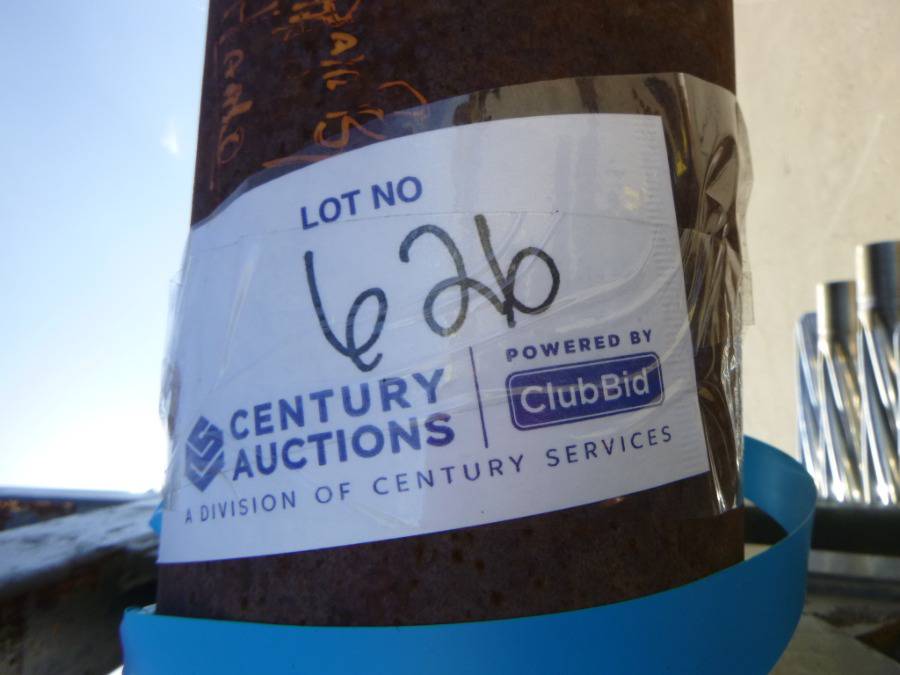 LOT NO
626
CENTURY
AUCTIONS
POWERED BY
ClubBid
A DIVISION OF CENTURY SERVICES